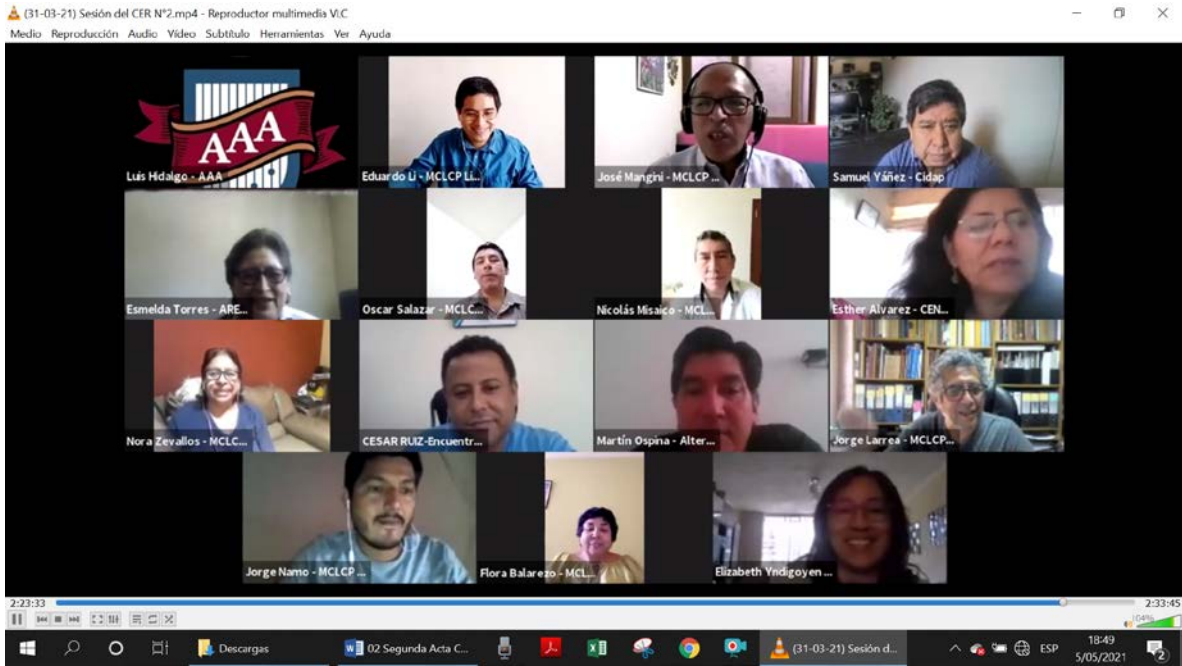 (31-03-21) Sesión del CER N°2.mp4 - Reproductor multimedia VLC
Medio Reproducción Audio Vídeo Subtítulo Herramientas Ver Ayuda
AAA
Luis Hidalgo - AAA
Eduardo Li - MCLCP Li...
José Mangini - MCLCP ...
Samuel Yáñez - Cidap
Esmelda Torres - ARE...
Oscar Salazar - MCLC...
Nicolás Misaico - MCL...
Esther Alvarez - CEN...
Nora Zevallos - MCLC...
CESAR RUIZ-Encuentr...
Martín Ospina - Alter...
Jorge Larrea - MCLCP...
Jorge Namo - MCLCP ...
Flora Balarezo - MCL...
Elizabeth Yndigoyen ...
2:23:33
2:33:45
104%
Descargas
02 Segunda Acta C...
(31-03-21) Sesión d...
ESP
18:49
5/05/2021
2